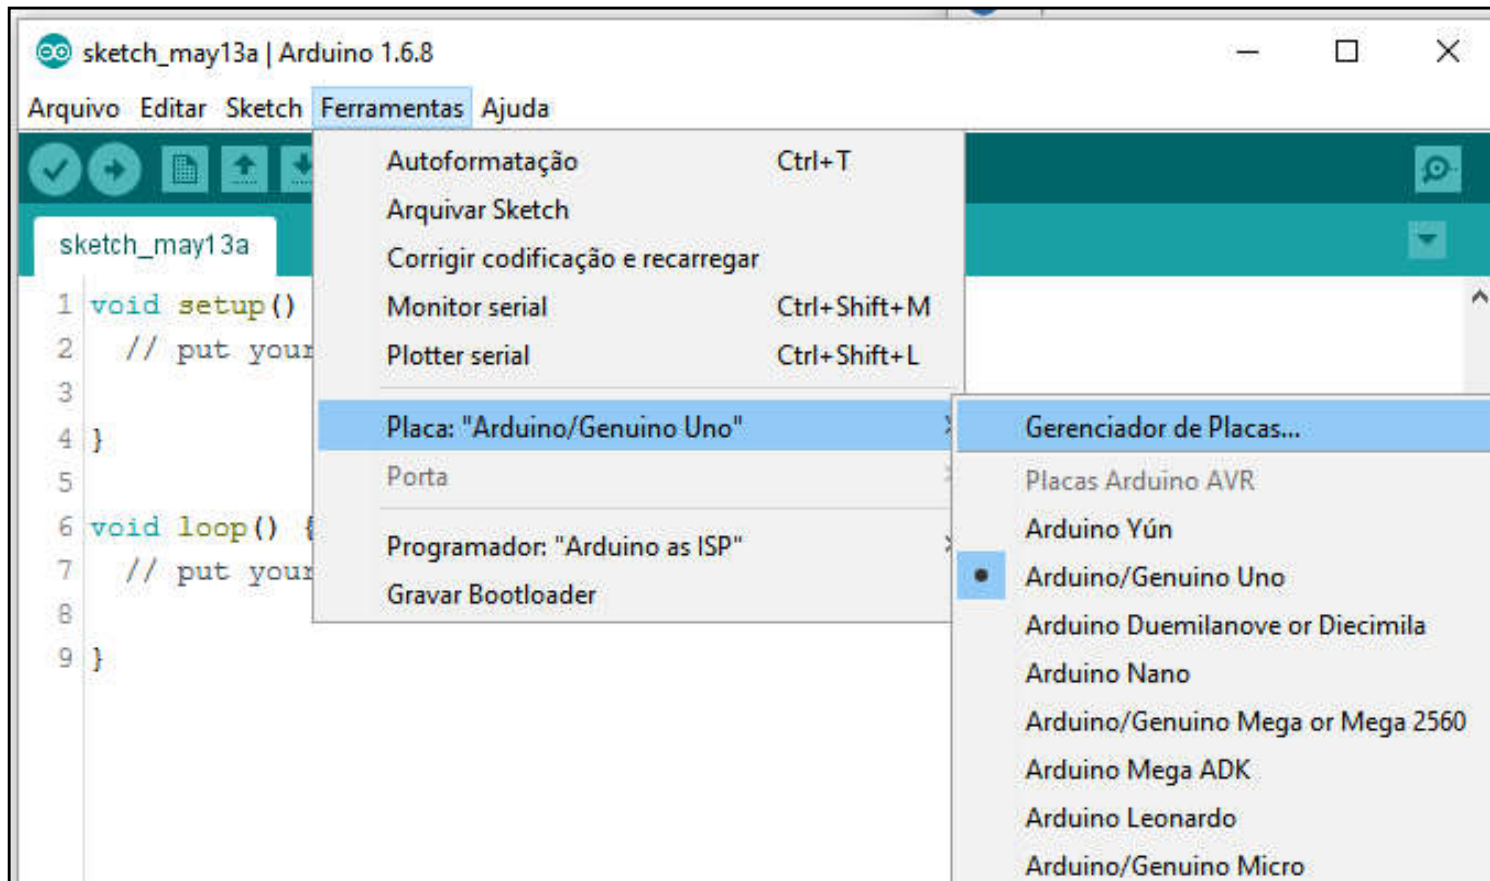 sketch_may13a | Arduino 1.6.8
Arquivo Editar Sketch Ferramentas Ajuda
Autoformatação Ctrl+T
Arquivar Sketch
Corrigir codificação e recarregar
Monitor serial Ctrl+Shift+M
Plotter serial Ctrl+Shift+L
Placa: "Arduino/Genuino Uno"
Porta
Programador: "Arduino as ISP"
Gravar Bootloader
Gerenciador de Placas...
Placas Arduino AVR
Arduino Yún
Arduino/Genuino Uno
Arduino Duemilanove or Diecimila
Arduino Nano
Arduino/Genuino Mega or Mega 2560
Arduino Mega ADK
Arduino Leonardo
Arduino/Genuino Micro
sketch_may13a
1 void setup()
2 // put your
3
4 }
5
6 void loop() {
7 // put your
8
9 }